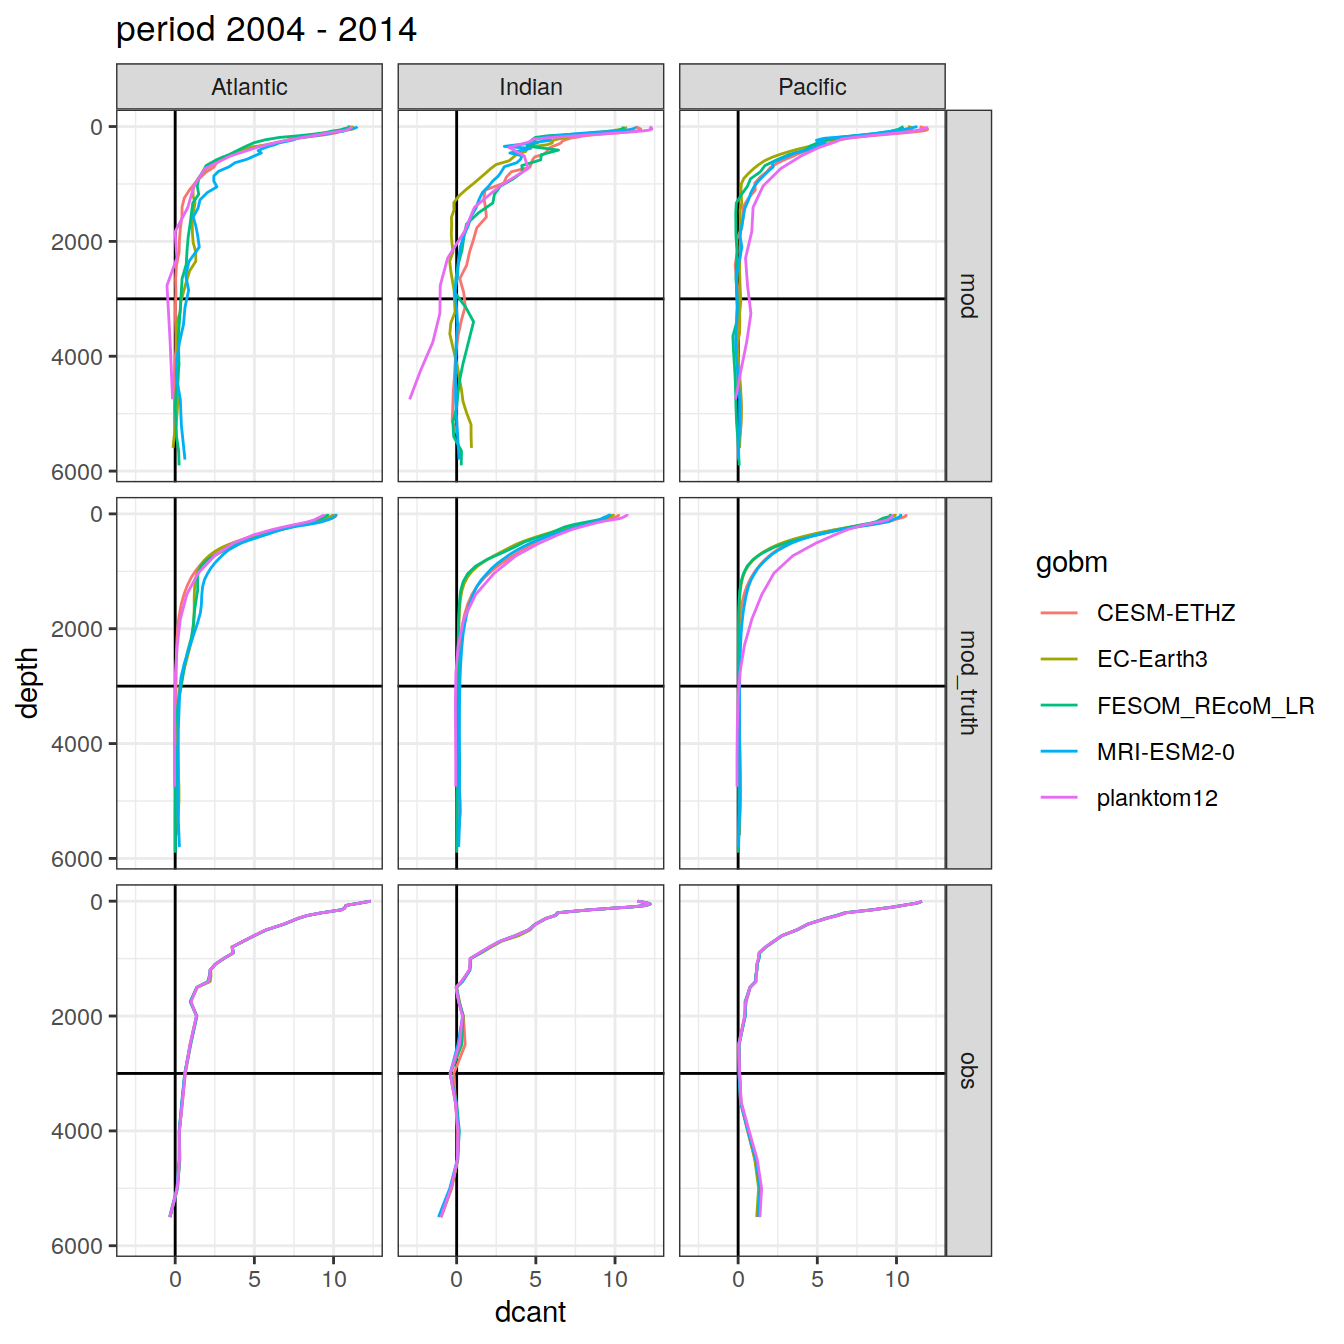 period 2004 - 2014
Atlantic
Indian
Pacific
0
2000
4000
6000
mod
0
2000
4000
6000
mod_truth
0
2000
4000
6000
obs
0
5
10
0
5
10
0
5
10
dcant
depth
gobm
CESM-ETHZ
EC-Earth3
FESOM_REcoM_LR
MRI-ESM2-0
planktom12